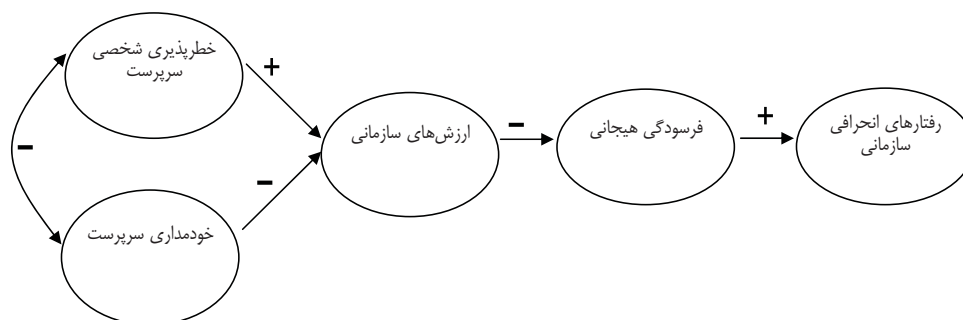 خطرپذیری شخصی
سرپرست
+
ارزش‌های سازمانی
−
فرسودگی هیجانی
+
رفتارهای انحرافی
سازمانی
−
−
خودمداری سرپرست